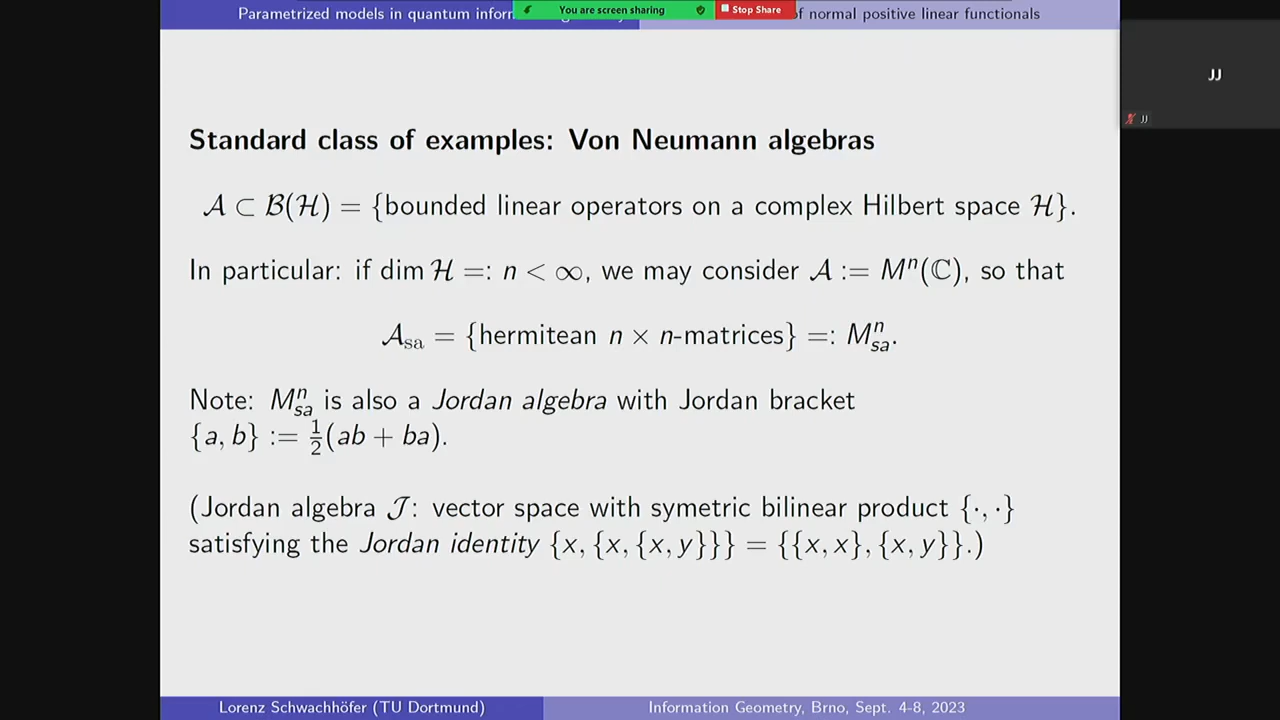 Parametrized models in quantum infor
You are screen sharing
Stop Share
of normal positive linear functionals
JJ
JJ
Standard class of examples: Von Neumann algebras
𝒜 ⊂ ℬ(ℋ) = {bounded linear operators on a complex Hilbert space ℋ}.
In particular: if dim ℋ =: n < ∞, we may consider 𝒜 := Mⁿ(ℂ), so that
𝒜_sa = {hermitean n × n-matrices} =: Mⁿ_sa.
Note: Mⁿ_sa is also a Jordan algebra with Jordan bracket
{a, b} := ½(ab + ba).
(Jordan algebra 𝒥: vector space with symetric bilinear product {·, ·}
satisfying the Jordan identity {x, {x, {x, y}}} = {{x, x}, {x, y}}.)
Lorenz Schwachhöfer (TU Dortmund)
Information Geometry, Brno, Sept. 4-8, 2023